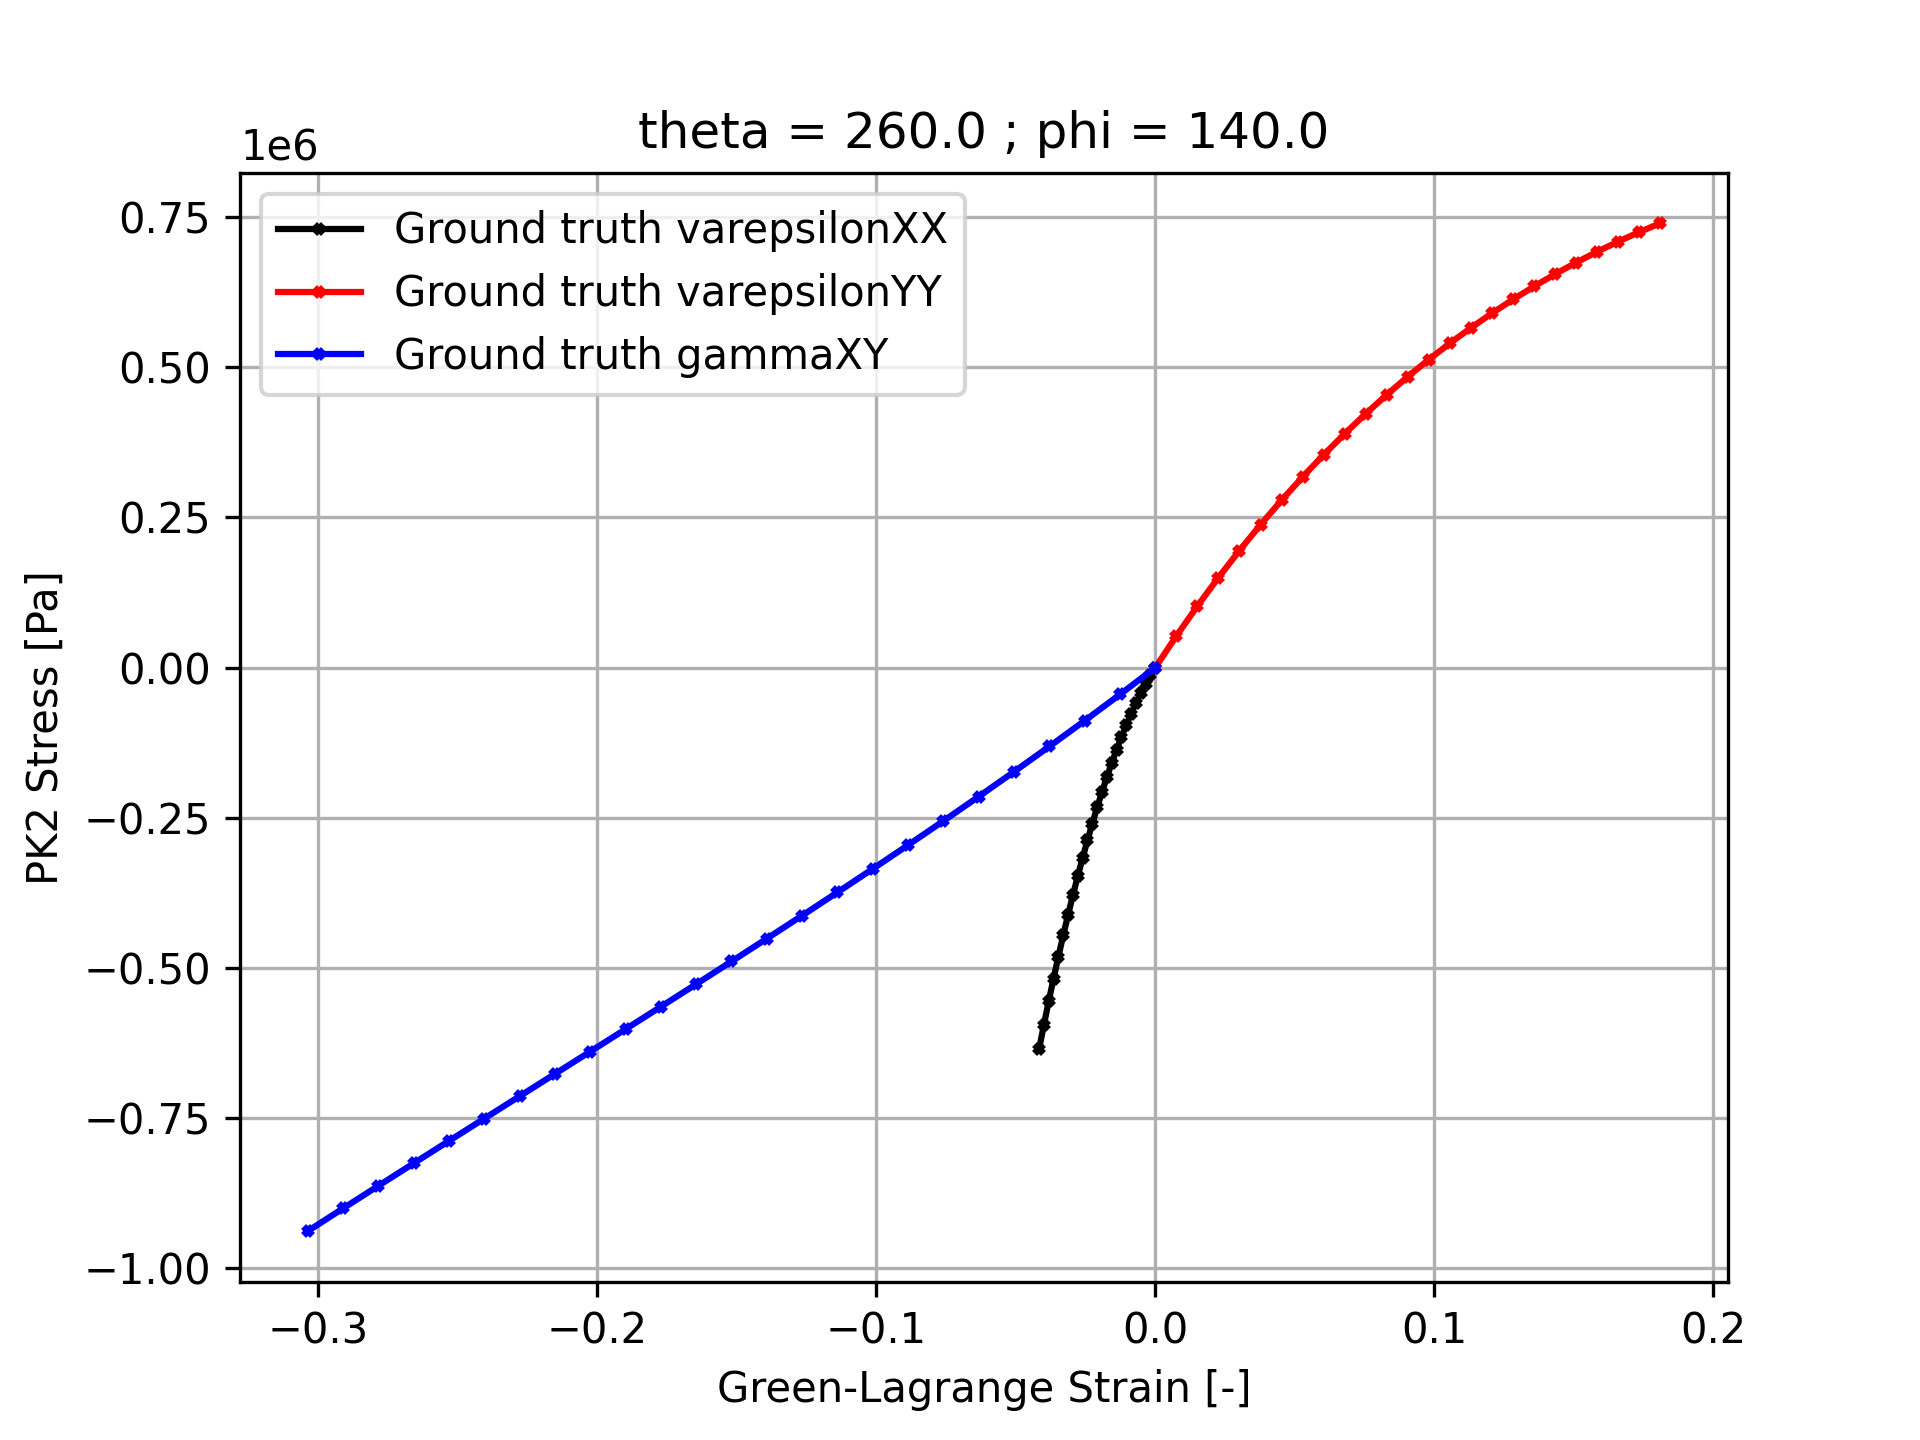 theta = 260.0 ; phi = 140.0
1e6
Ground truth varepsilonXX
Ground truth varepsilonYY
Ground truth gammaXY
0.75
0.50
0.25
0.00
−0.25
−0.50
−0.75
−1.00
PK2 Stress [Pa]
−0.3 −0.2 −0.1 0.0 0.1 0.2
Green-Lagrange Strain [-]